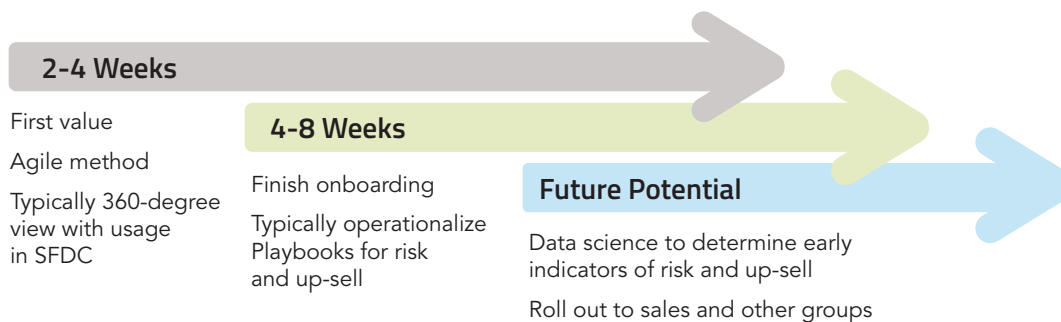 2-4 Weeks
First value
Agile method
Typically 360-degree
view with usage
in SFDC
4-8 Weeks
Finish onboarding
Typically operationalize
Playbooks for risk
and up-sell
Future Potential
Data science to determine early
indicators of risk and up-sell
Roll out to sales and other groups